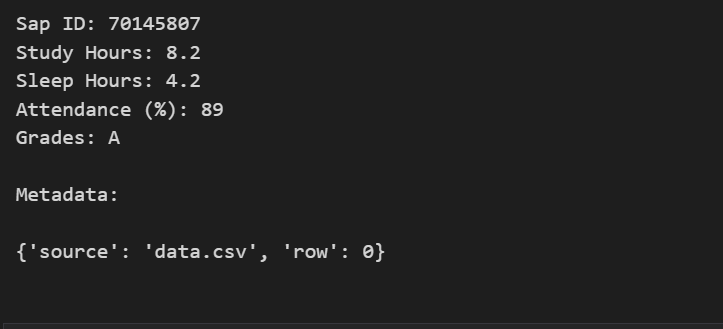 Sap ID: 70145807
Study Hours: 8.2
Sleep Hours: 4.2
Attendance (%): 89
Grades: A
Metadata:
{'source': 'data.csv', 'row': 0}